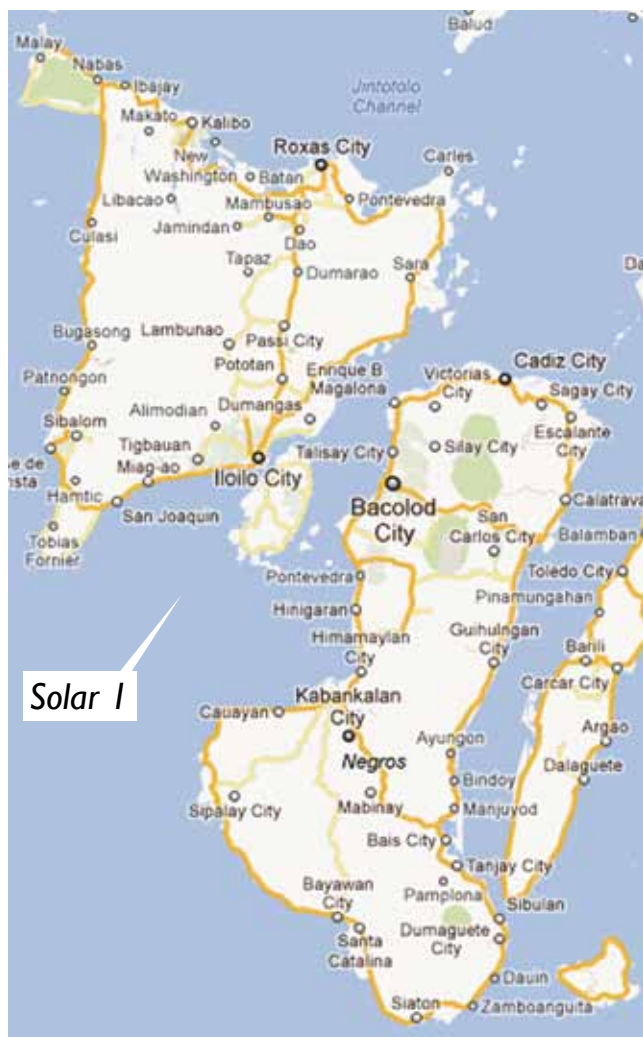 Balud
Malay
Nabas
Ibajay
Jintotolo
Channel
Makato
Kalibo
New
Washington
Roxas City
Carles
Batan
Libacao
Mambusao
Pontevedra
Jamindan
Culasi
Dao
Tapaz
Dumarao
Sara
Da
Bugasong
Lambunao
Passi City
Pototan
Enrique B
Magalona
Victorias
City
Cadiz City
Patnongon
Sagay City
Alimodian
Dumangas
Sibalom
Escalante
City
Tigbauan
Talisay City
Silay City
se de
nsta
Miag-ao
Iloilo City
Hamtic
San Joaquin
Bacolod
City
San
Carlos City
Calatrava
Tobias
Fornier
Balamban
Pontevedra
Toledo City
Pinamungahan
Hinigaran
Himamaylan
City
Guihulngan
City
Barili
Solar I
Carcar City
Kabankalan
City
Cauayan
Argao
Ayungon
Negros
Dalaguete
Bindoy
Sipalay City
Mabinay
Manjuyod
Bais City
Tanjay City
Pamplona
Bayawan
City
Sibulan
Dumaguete
City
Santa
Catalina
Dauin
Siaton
Zamboanguita